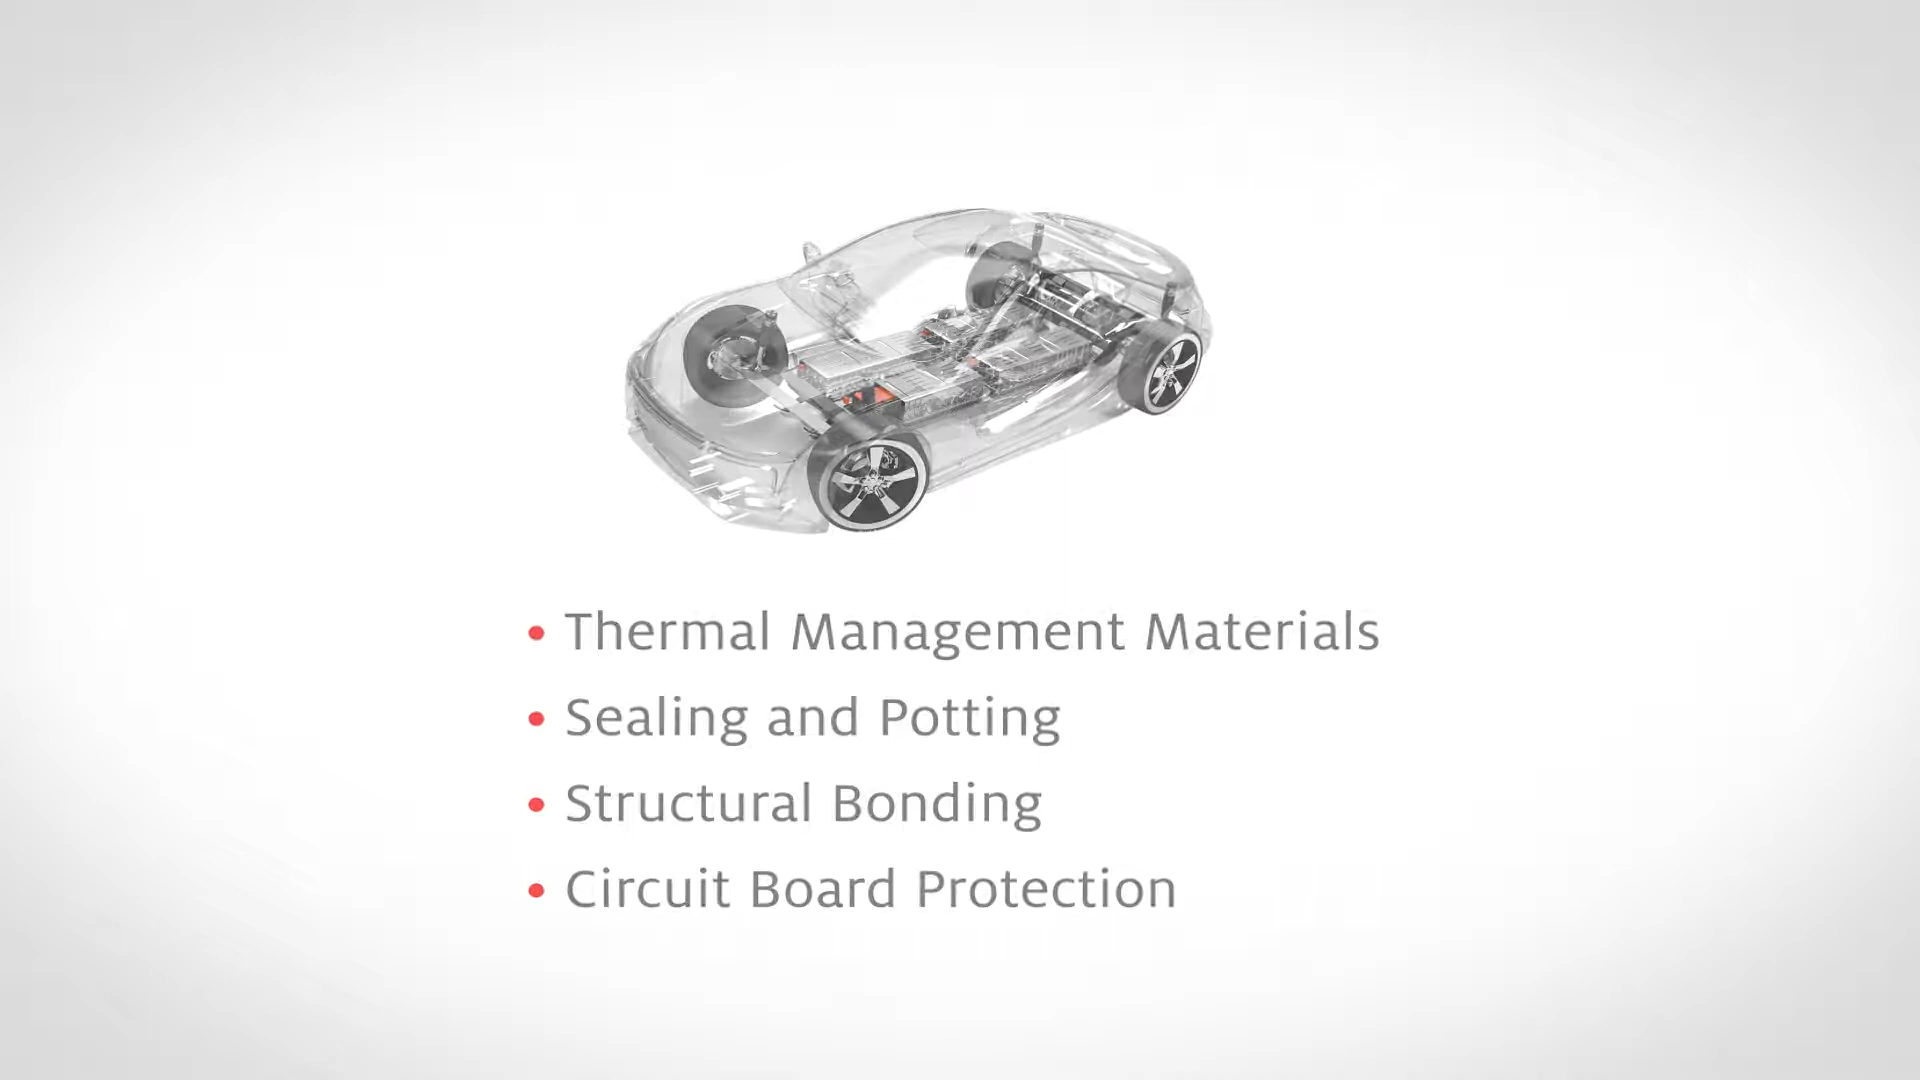 • Thermal Management Materials
• Sealing and Potting
• Structural Bonding
• Circuit Board Protection